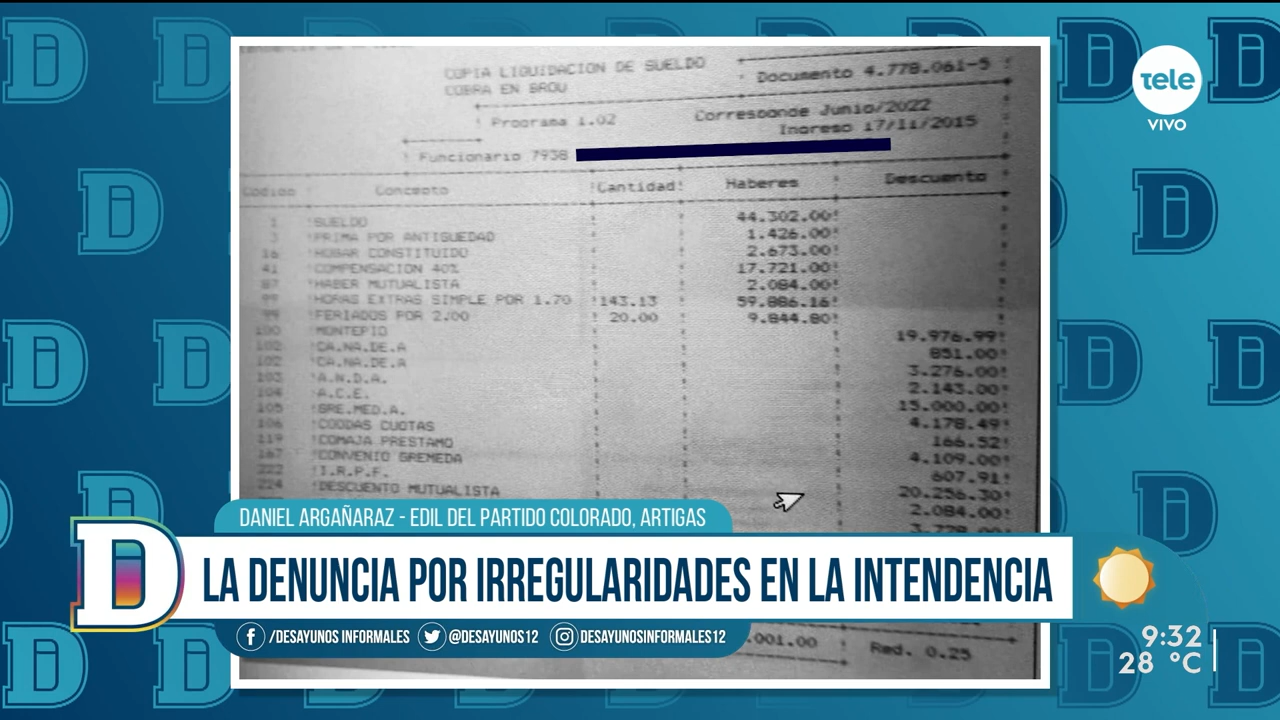 COPIA LIQUIDACION DE SUELDO
COBRA EN BROU
Documento 4.778.061-5
Programa 1.02
Corresponde Junio/2022
Ingreso 17/11/2015
Funcionario 7938
Codigo Concepto Cantidad Haberes Descuento
1 SUELDO 44.302.00
3 PRIMA POR ANTIGUEDAD 1.426.00
16 HOGAR CONSTITUIDO 2.673.00
41 COMPENSACION 40% 17.721.00
87 HABER MUTUALISTA 2.084.00
99 HORAS EXTRAS SIMPLE POR 1.70 143.13 59.886.16
99 FERIADOS POR 2.00 20.00 9.844.80
100 MONTEPIO 19.976.99
102 CA.NA.DE.A 851.00
102 CA.NA.DE.A 3.276.00
103 A.N.D.A. 2.143.00
104 A.C.E. 15.000.00
105 GRE.MED.A. 4.178.49
106 CODDAS CUOTAS 166.52
119 COMAJA PRESTAMO 4.109.00
167 CONVENIO GREMEDA 607.91
222 I.R.P.F. 20.256.30
224 DESCUENTO MUTUALISTA 2.084.00
.001.00 Red. 0.25
tele
VIVO
DANIEL ARGAÑARAZ - EDIL DEL PARTIDO COLORADO, ARTIGAS
D LA DENUNCIA POR IRREGULARIDADES EN LA INTENDENCIA
/DESAYUNOS INFORMALES @DESAYUNOS12 DESAYUNOSINFORMALES12
9:32
28 °C